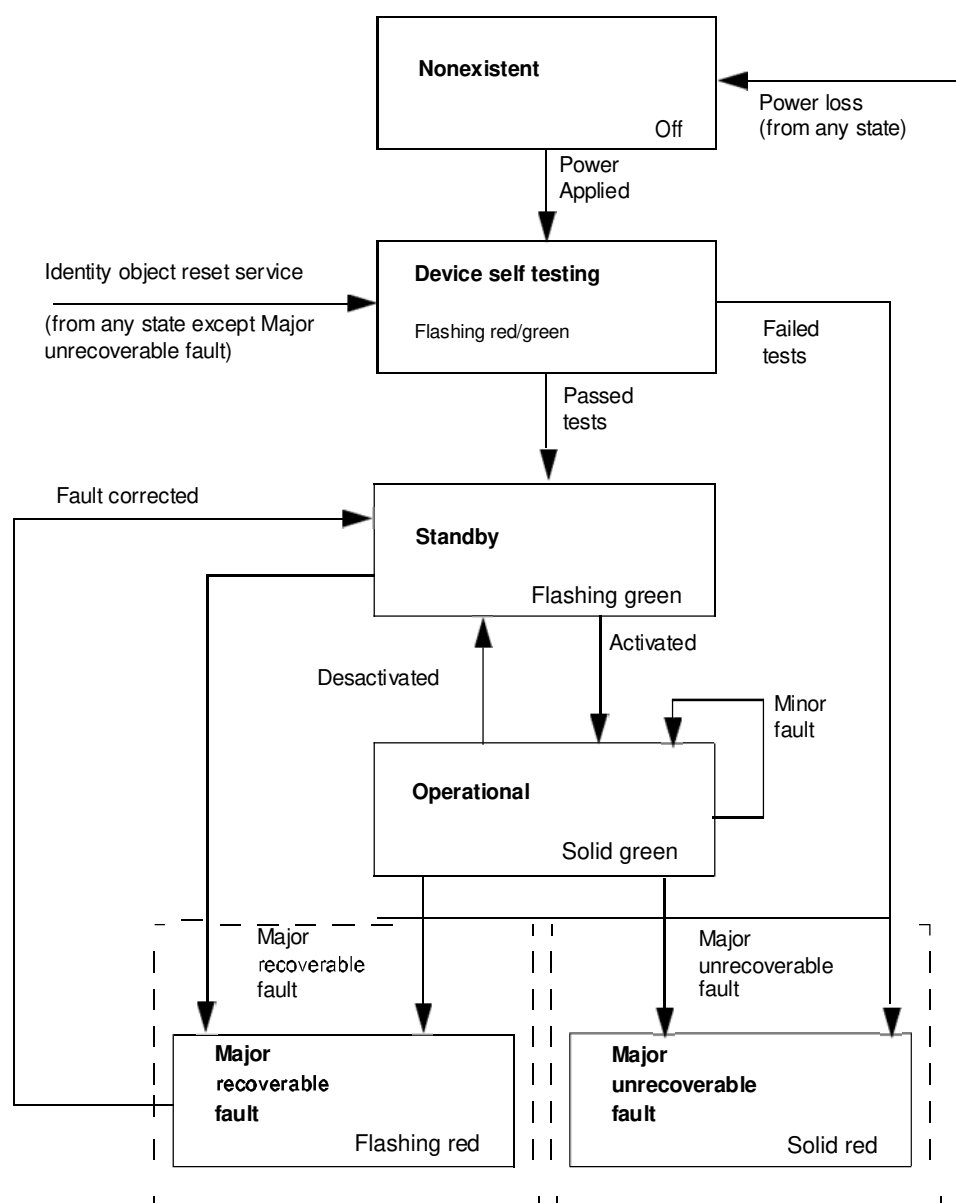 Nonexistent
Off
Power loss
(from any state)
Power
Applied
Identity object reset service
(from any state except Major
unrecoverable fault)
Device self testing
Flashing red/green
Failed
tests
Passed
tests
Fault corrected
Standby
Flashing green
Activated
Desactivated
Minor
fault
Operational
Solid green
Major
recoverable
fault
Major
unrecoverable
fault
Major
recoverable
fault
Flashing red
Major
unrecoverable
fault
Solid red